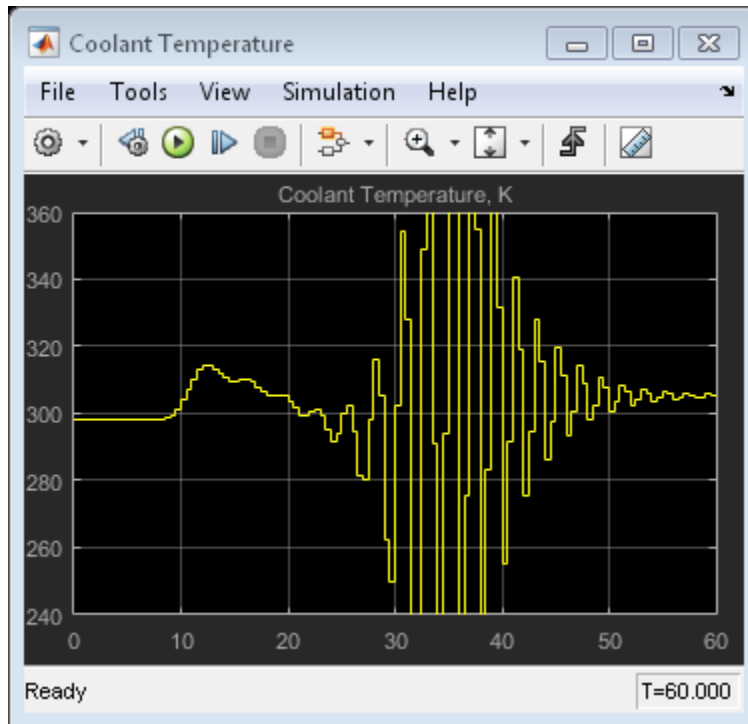 Coolant Temperature
File Tools View Simulation Help
Coolant Temperature, K
360
340
320
300
280
260
240
0 10 20 30 40 50 60
Ready T=60.000